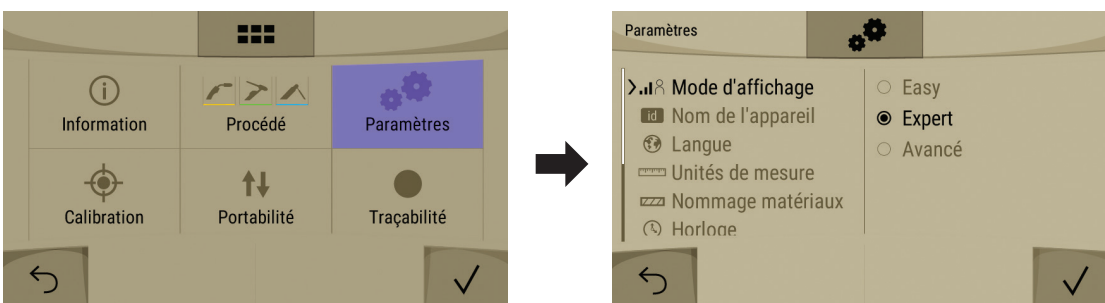 Information
Procédé
Paramètres
Calibration
Portabilité
Traçabilité
Paramètres
Mode d'affichage
id Nom de l'appareil
Langue
Unités de mesure
Nommage matériaux
Horloge
Easy
Expert
Avancé